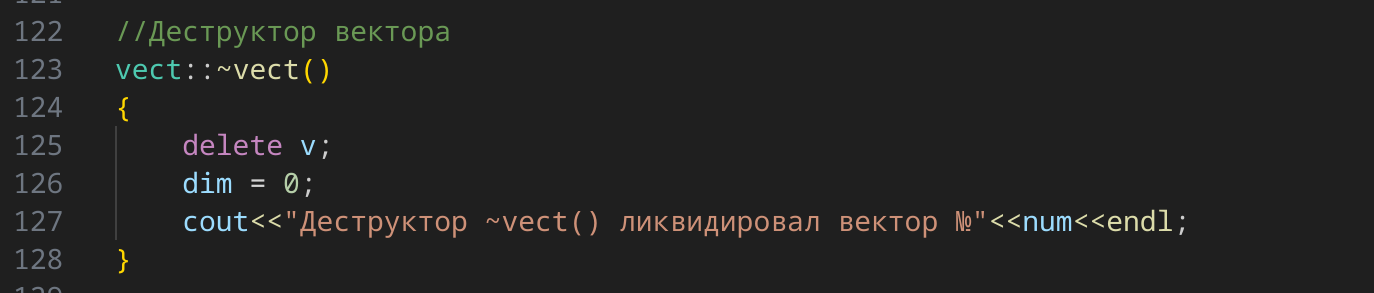 122 //Деструктор вектора
123 vect::~vect()
124 {
125 delete v;
126 dim = 0;
127 cout<<"Деструктор ~vect() ликвидировал вектор №"<<num<<endl;
128 }